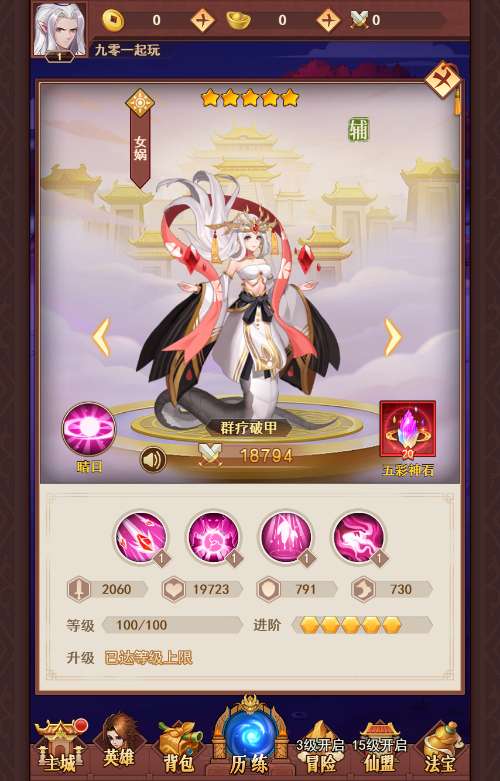 0
0
0
1
九零一起玩
女娲
辅
群疗破甲
18794
晴日
20
五彩神石
1
1
1
1
2060
19723
791
730
等级 100/100 进阶
升级 已达等级上限
3级开启 15级开启
主城 英雄 背包 历练 冒险 仙盟 法宝